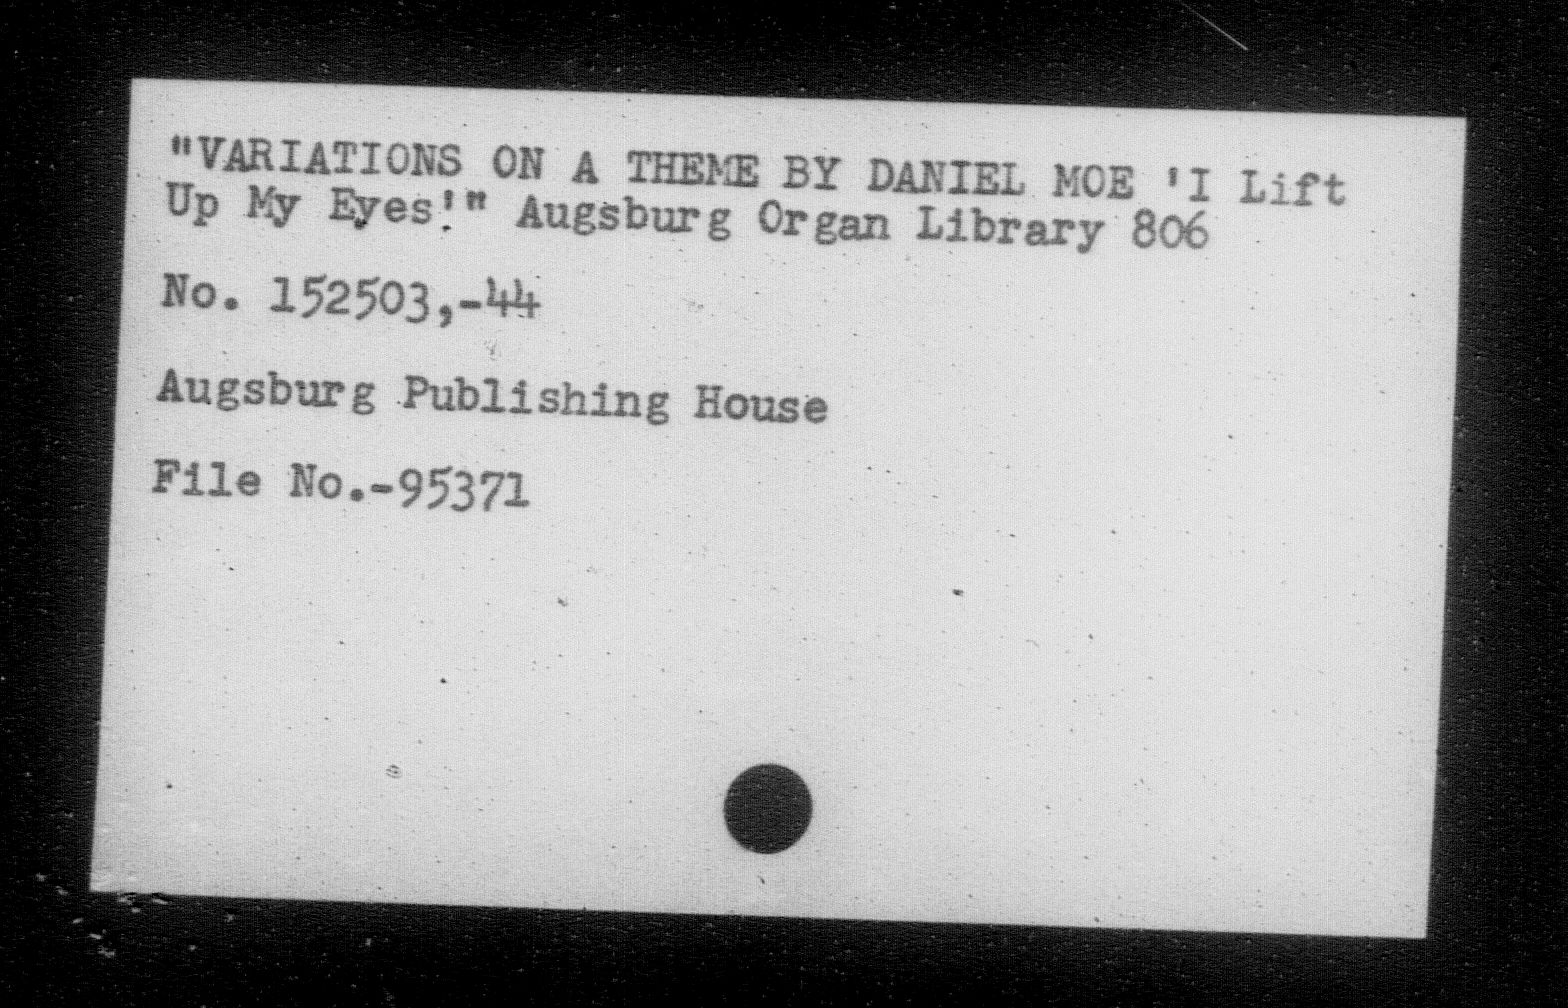 "VARIATIONS ON A THEME BY DANIEL MOE 'I Lift
Up My Eyes'." Augsburg Organ Library 806
No. 152503,-44
Augsburg Publishing House
File No.-95371